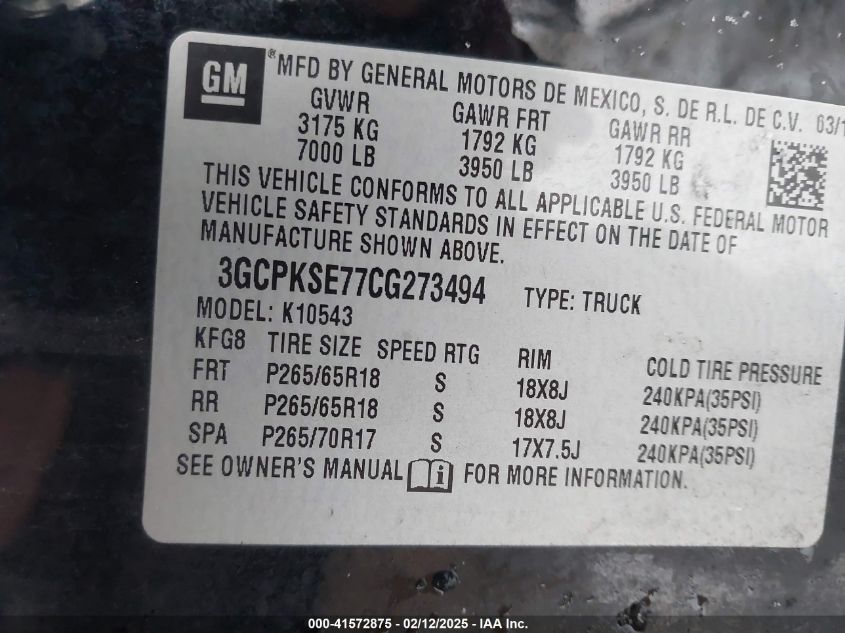 GM ® MFD BY GENERAL MOTORS DE MEXICO, S. DE R.L. DE C.V. 03/1
GVWR GAWR FRT GAWR RR
3175 KG 1792 KG 1792 KG
7000 LB 3950 LB 3950 LB
THIS VEHICLE CONFORMS TO ALL APPLICABLE U.S. FEDERAL MOTOR
VEHICLE SAFETY STANDARDS IN EFFECT ON THE DATE OF
MANUFACTURE SHOWN ABOVE.
3GCPKSE77CG273494 TYPE: TRUCK
MODEL: K10543
KFG8 TIRE SIZE SPEED RTG RIM COLD TIRE PRESSURE
FRT P265/65R18 S 18X8J 240KPA(35PSI)
RR P265/65R18 S 18X8J 240KPA(35PSI)
SPA P265/70R17 S 17X7.5J 240KPA(35PSI)
SEE OWNER'S MANUAL i FOR MORE INFORMATION.
000-41572875 - 02/12/2025 - IAA Inc.